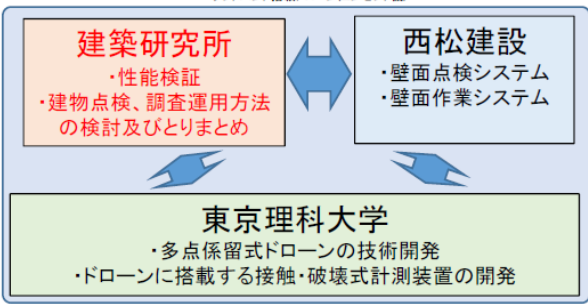 建築研究所
・性能検証
・建物点検、調査運用方法
の検討及びとりまとめ
西松建設
・壁面点検システム
・壁面作業システム
東京理科大学
・多点係留式ドローンの技術開発
・ドローンに搭載する接触・破壊式計測装置の開発